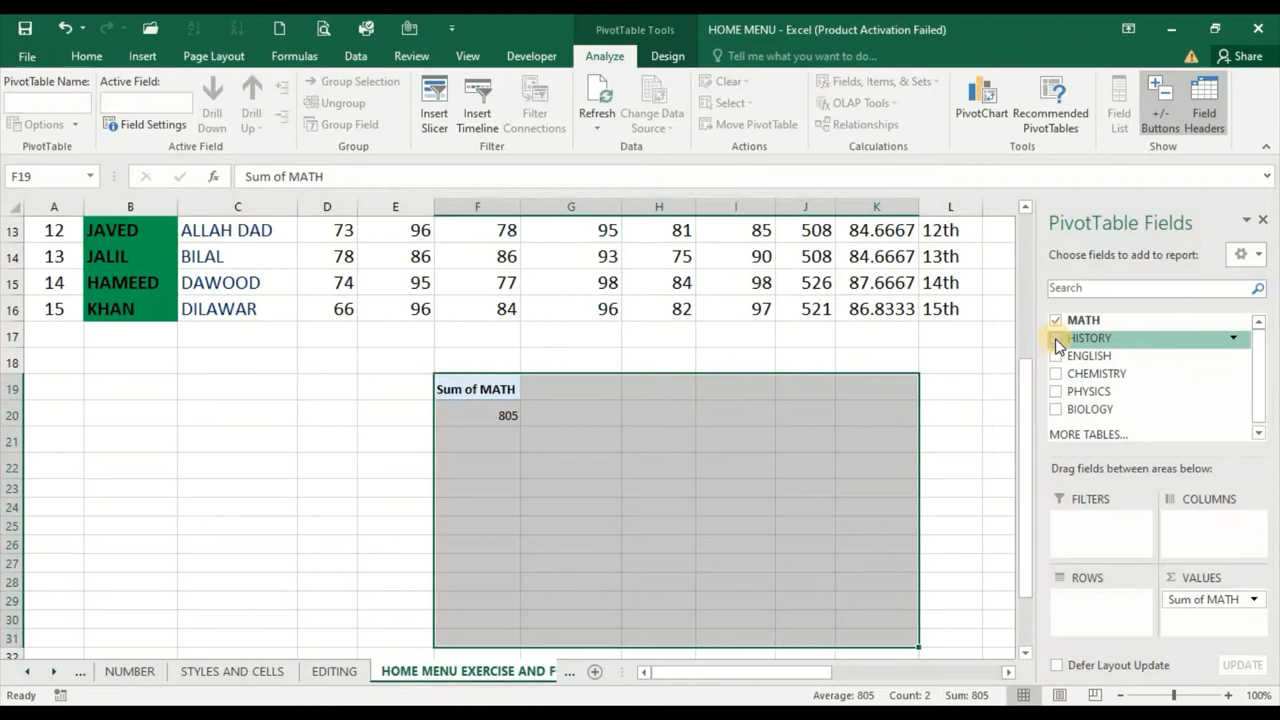 PivotTable Tools
HOME MENU - Excel (Product Activation Failed)
File Home Insert Page Layout Formulas Data Review View Developer Analyze Design Tell me what you want to do... Share
PivotTable Name: Active Field:
Field Settings
Options
PivotTable
Active Field
Drill Down
Drill Up
Group Selection
Ungroup
Group Field
Group
Insert Slicer
Insert Timeline
Filter Connections
Filter
Refresh
Change Data Source
Data
Clear
Select
Move PivotTable
Actions
Fields, Items, & Sets
OLAP Tools
Relationships
Calculations
PivotChart
Recommended PivotTables
Tools
Field List
+/- Buttons
Field Headers
Show
F19 fx Sum of MATH
A B C D E F G H I J K L
13 12 JAVED ALLAH DAD 73 96 78 95 81 85 508 84.6667 12th
14 13 JALIL BILAL 78 86 86 93 75 90 508 84.6667 13th
15 14 HAMEED DAWOOD 74 95 77 98 84 98 526 87.6667 14th
16 15 KHAN DILAWAR 66 96 84 96 82 97 521 86.8333 15th
17
18
19 Sum of MATH
20 805
21
22
23
24
25
26
27
28
29
30
31
32
PivotTable Fields
Choose fields to add to report:
Search
MATH
HISTORY
ENGLISH
CHEMISTRY
PHYSICS
BIOLOGY
MORE TABLES...
Drag fields between areas below:
FILTERS COLUMNS
ROWS Σ VALUES
Sum of MATH
Defer Layout Update UPDATE
... NUMBER STYLES AND CELLS EDITING HOME MENU EXERCISE AND F ...
Ready Average: 805 Count: 2 Sum: 805 100%